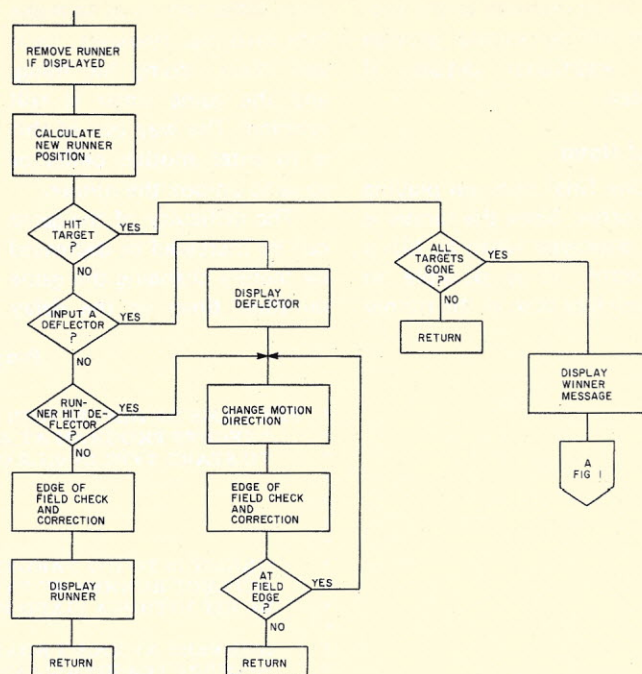 REMOVE RUNNER
IF DISPLAYED
CALCULATE
NEW RUNNER
POSITION
HIT
TARGET
?
YES
NO
INPUT A
DEFLECTOR
?
YES
NO
RUN-
NER HIT DE-
FLECTOR
?
YES
NO
EDGE OF
FIELD CHECK
AND
CORRECTION
DISPLAY
RUNNER
RETURN
DISPLAY
DEFLECTOR
CHANGE MOTION
DIRECTION
EDGE OF
FIELD CHECK
AND
CORRECTION
AT
FIELD
EDGE
?
YES
NO
RETURN
ALL
TARGETS
GONE
?
YES
NO
RETURN
DISPLAY
WINNER
MESSAGE
A
FIG 1